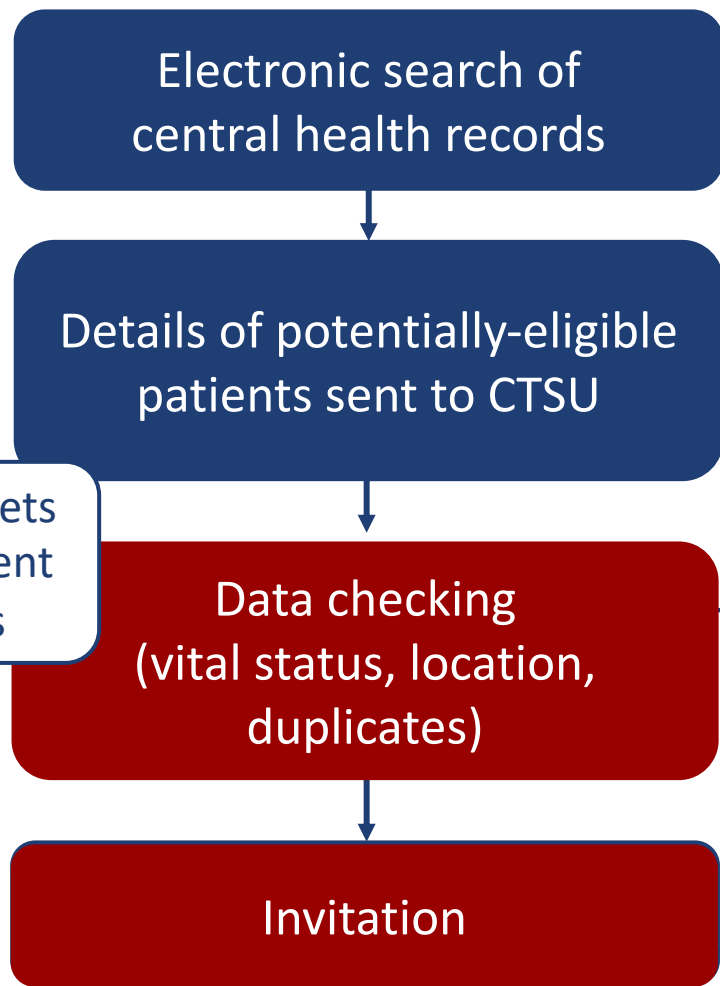 Electronic search of
central health records
Details of potentially-eligible
patients sent to CTSU
Data checking
(vital status, location,
duplicates)
Invitation